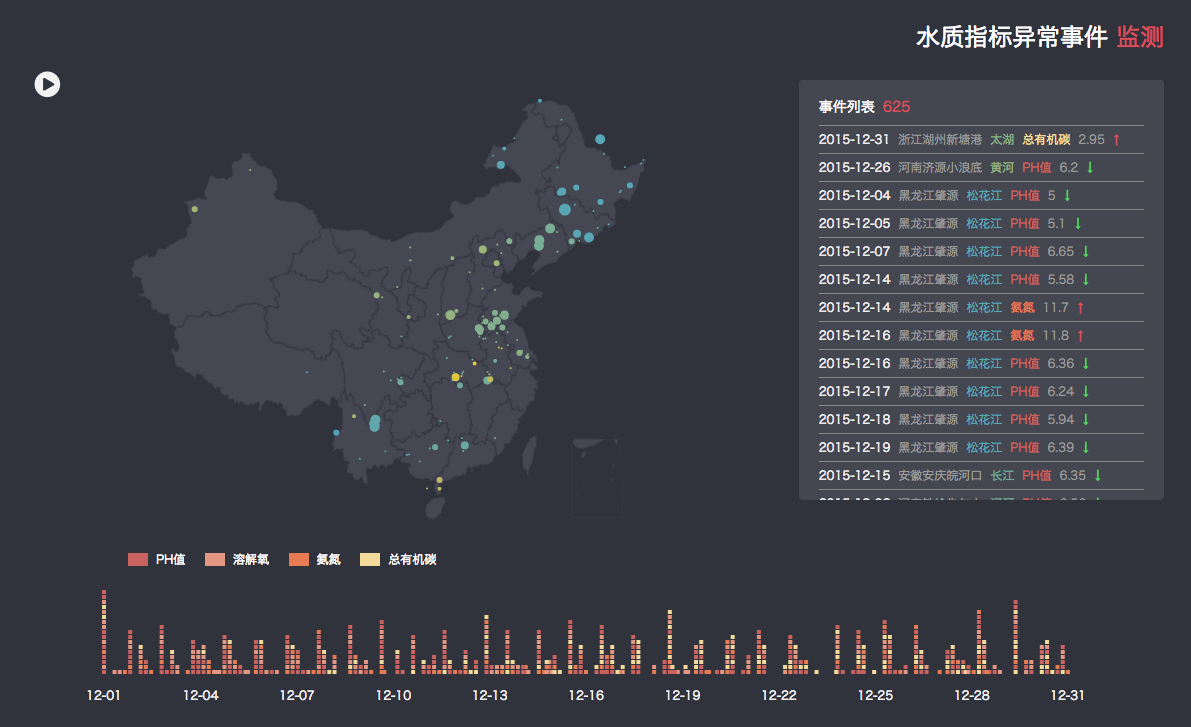 水质指标异常事件 监测
事件列表 625
2015-12-31 浙江湖州新塘港 太湖 总有机碳 2.95 ↑
2015-12-26 河南济源小浪底 黄河 PH值 6.2 ↓
2015-12-04 黑龙江肇源 松花江 PH值 5 ↓
2015-12-05 黑龙江肇源 松花江 PH值 5.1 ↓
2015-12-07 黑龙江肇源 松花江 PH值 6.65 ↓
2015-12-14 黑龙江肇源 松花江 PH值 5.58 ↓
2015-12-14 黑龙江肇源 松花江 氨氮 11.7 ↑
2015-12-16 黑龙江肇源 松花江 氨氮 11.8 ↑
2015-12-16 黑龙江肇源 松花江 PH值 6.36 ↓
2015-12-17 黑龙江肇源 松花江 PH值 6.24 ↓
2015-12-18 黑龙江肇源 松花江 PH值 5.94 ↓
2015-12-19 黑龙江肇源 松花江 PH值 6.39 ↓
2015-12-15 安徽安庆皖河口 长江 PH值 6.35 ↓
PH值 溶解氧 氨氮 总有机碳
12-01 12-04 12-07 12-10 12-13 12-16 12-19 12-22 12-25 12-28 12-31